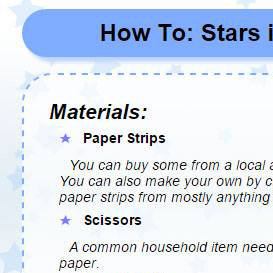 How To: Stars i
Materials:
Paper Strips
You can buy some from a local a
You can also make your own by c
paper strips from mostly anything
Scissors
A common household item need
paper.